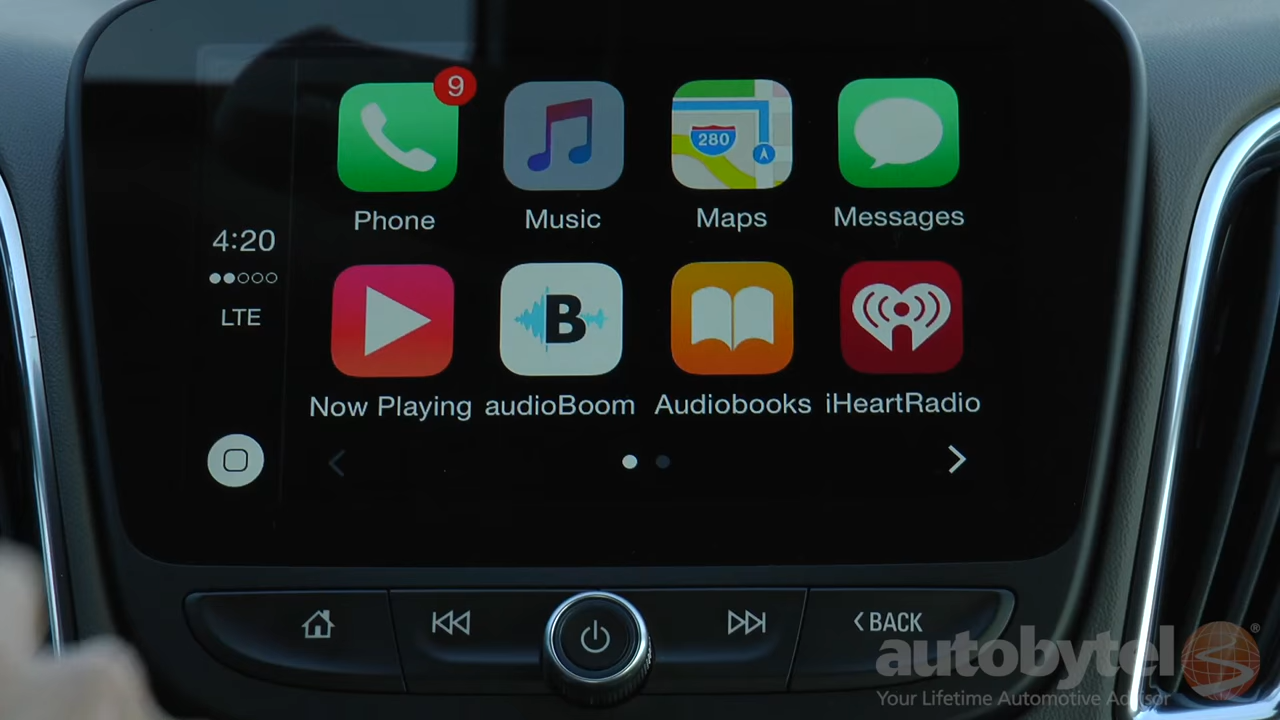 9
280
Phone
Music
Maps
Messages
4:20
LTE
B
Now Playing
audioBoom
Audiobooks
iHeartRadio
BACK
autobytel®
Your Lifetime Automotive Advisor